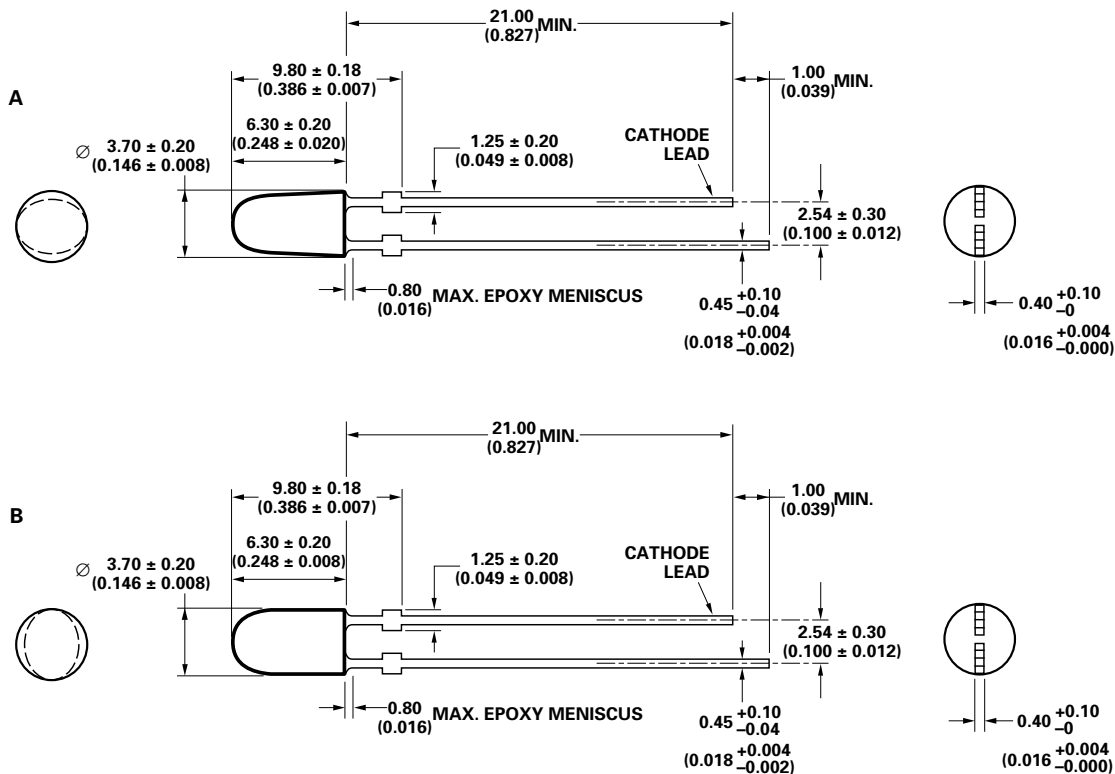 A
21.00
(0.827) MIN.
9.80 ± 0.18
(0.386 ± 0.007)
1.00
(0.039) MIN.
6.30 ± 0.20
(0.248 ± 0.020)
1.25 ± 0.20
(0.049 ± 0.008)
CATHODE
LEAD
∅ 3.70 ± 0.20
(0.146 ± 0.008)
2.54 ± 0.30
(0.100 ± 0.012)
0.80
(0.016) MAX. EPOXY MENISCUS
0.45 +0.10
–0.04
(0.018 +0.004
–0.002)
0.40 +0.10
–0
(0.016 +0.004
–0.000)
B
21.00
(0.827) MIN.
9.80 ± 0.18
(0.386 ± 0.007)
1.00
(0.039) MIN.
6.30 ± 0.20
(0.248 ± 0.008)
1.25 ± 0.20
(0.049 ± 0.008)
CATHODE
LEAD
∅ 3.70 ± 0.20
(0.146 ± 0.008)
2.54 ± 0.30
(0.100 ± 0.012)
0.80
(0.016) MAX. EPOXY MENISCUS
0.45 +0.10
–0.04
(0.018 +0.004
–0.002)
0.40 +0.10
–0
(0.016 +0.004
–0.000)